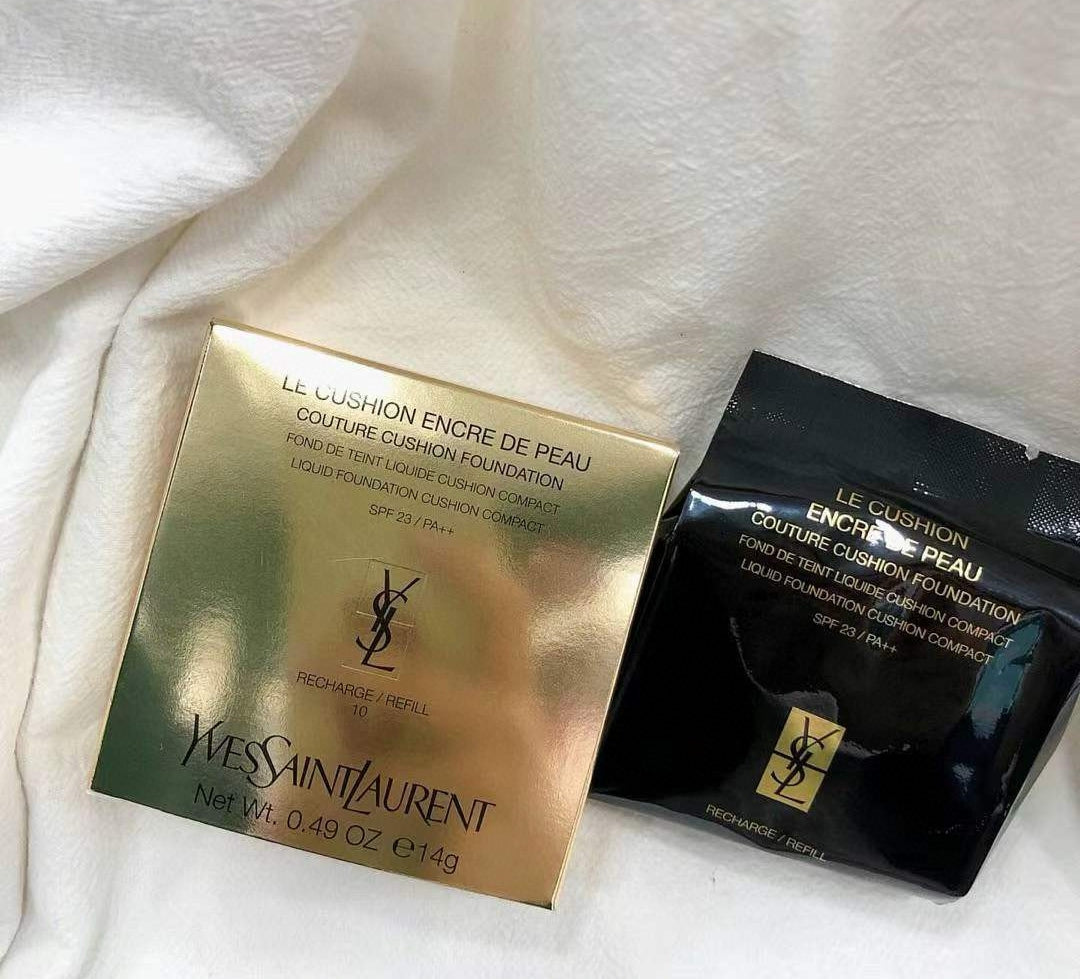 LE CUSHION ENCRE DE PEAU
COUTURE CUSHION FOUNDATION
FOND DE TEINT LIQUIDE CUSHION COMPACT
LIQUID FOUNDATION CUSHION COMPACT
SPF 23 / PA++
YSL
RECHARGE / REFILL
10
YVESSAINTLAURENT
Net Wt. 0.49 OZ e14g
LE CUSHION
ENCRE DE PEAU
COUTURE CUSHION FOUNDATION
FOND DE TEINT LIQUIDE CUSHION COMPACT
LIQUID FOUNDATION CUSHION COMPACT
SPF 23 / PA++
YSL
RECHARGE / REFILL